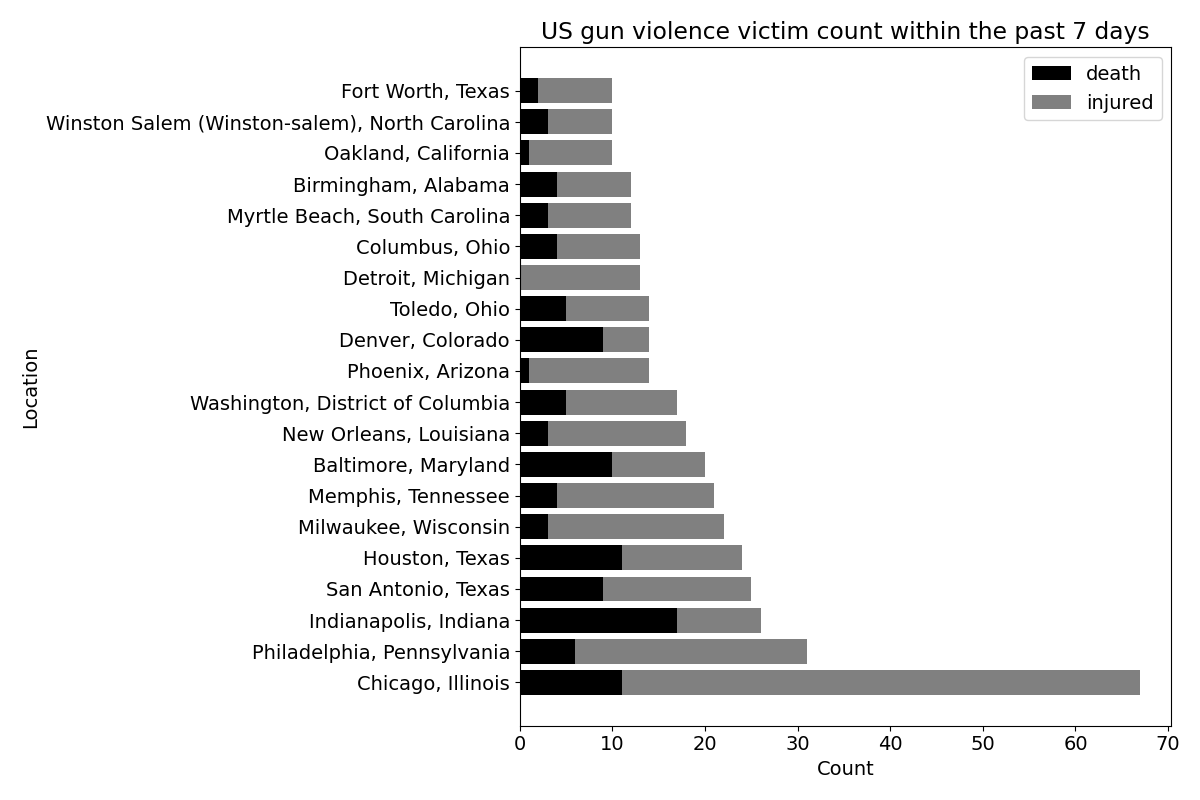 US gun violence victim count within the past 7 days
death
injured
Fort Worth, Texas
Winston Salem (Winston-salem), North Carolina
Oakland, California
Birmingham, Alabama
Myrtle Beach, South Carolina
Columbus, Ohio
Detroit, Michigan
Toledo, Ohio
Denver, Colorado
Phoenix, Arizona
Washington, District of Columbia
New Orleans, Louisiana
Baltimore, Maryland
Memphis, Tennessee
Milwaukee, Wisconsin
Houston, Texas
San Antonio, Texas
Indianapolis, Indiana
Philadelphia, Pennsylvania
Chicago, Illinois
Location
0 10 20 30 40 50 60 70
Count